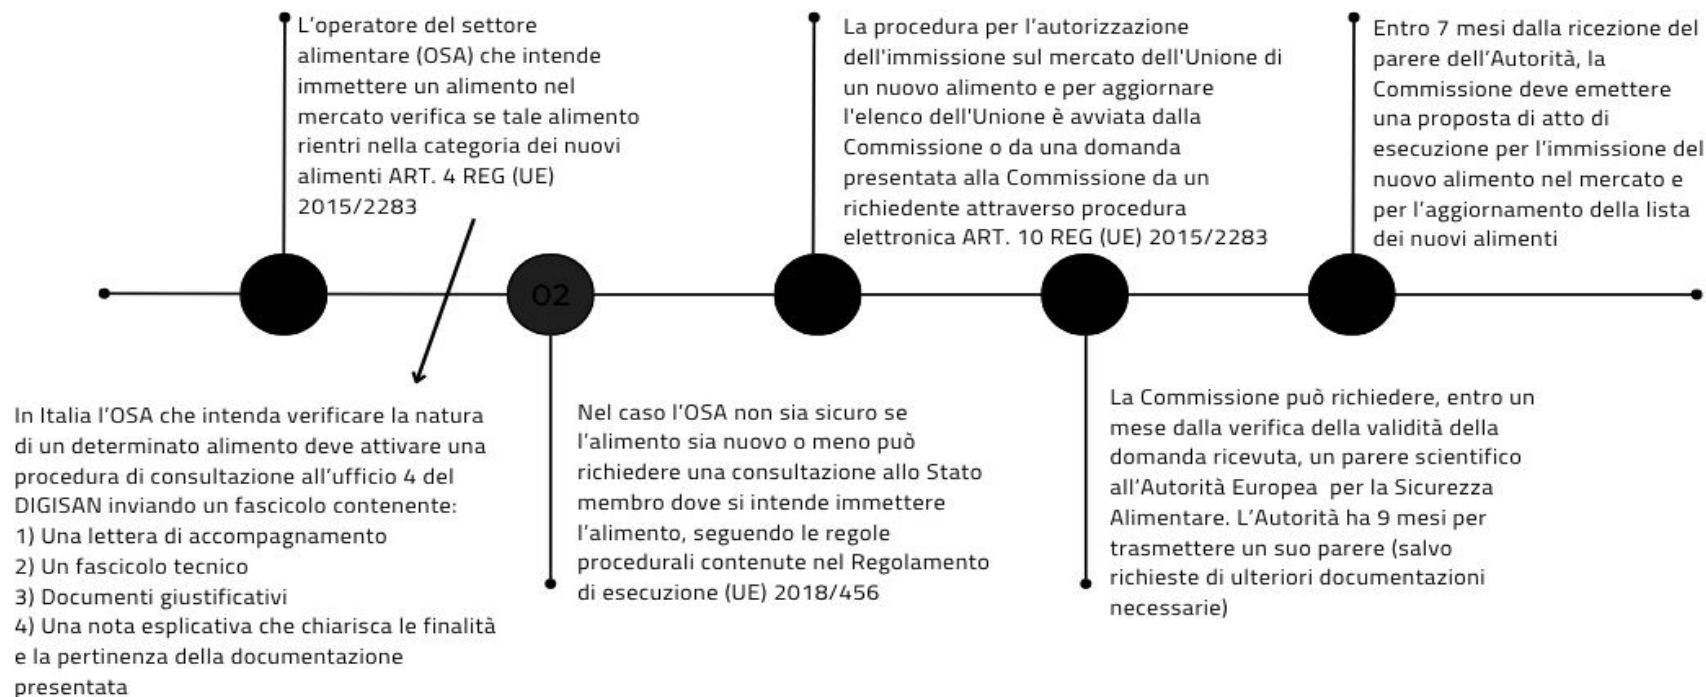 L'operatore del settore
alimentare (OSA) che intende
immettere un alimento nel
mercato verifica se tale alimento
rientri nella categoria dei nuovi
alimenti ART. 4 REG (UE)
2015/2283
La procedura per l'autorizzazione
dell'immissione sul mercato dell'Unione di
un nuovo alimento e per aggiornare
l'elenco dell'Unione è avviata dalla
Commissione o da una domanda
presentata alla Commissione da un
richiedente attraverso procedura
elettronica ART. 10 REG (UE) 2015/2283
Entro 7 mesi dalla ricezione del
parere dell'Autorità, la
Commissione deve emettere
una proposta di atto di
esecuzione per l'immissione del
nuovo alimento nel mercato e
per l'aggiornamento della lista
dei nuovi alimenti
02
In Italia l'OSA che intenda verificare la natura
di un determinato alimento deve attivare una
procedura di consultazione all'ufficio 4 del
DIGISAN inviando un fascicolo contenente:
1) Una lettera di accompagnamento
2) Un fascicolo tecnico
3) Documenti giustificativi
4) Una nota esplicativa che chiarisca le finalità
e la pertinenza della documentazione
presentata
Nel caso l'OSA non sia sicuro se
l'alimento sia nuovo o meno può
richiedere una consultazione allo Stato
membro dove si intende immettere
l'alimento, seguendo le regole
procedurali contenute nel Regolamento
di esecuzione (UE) 2018/456
La Commissione può richiedere, entro un
mese dalla verifica della validità della
domanda ricevuta, un parere scientifico
all'Autorità Europea  per la Sicurezza
Alimentare. L'Autorità ha 9 mesi per
trasmettere un suo parere (salvo
richieste di ulteriori documentazioni
necessarie)